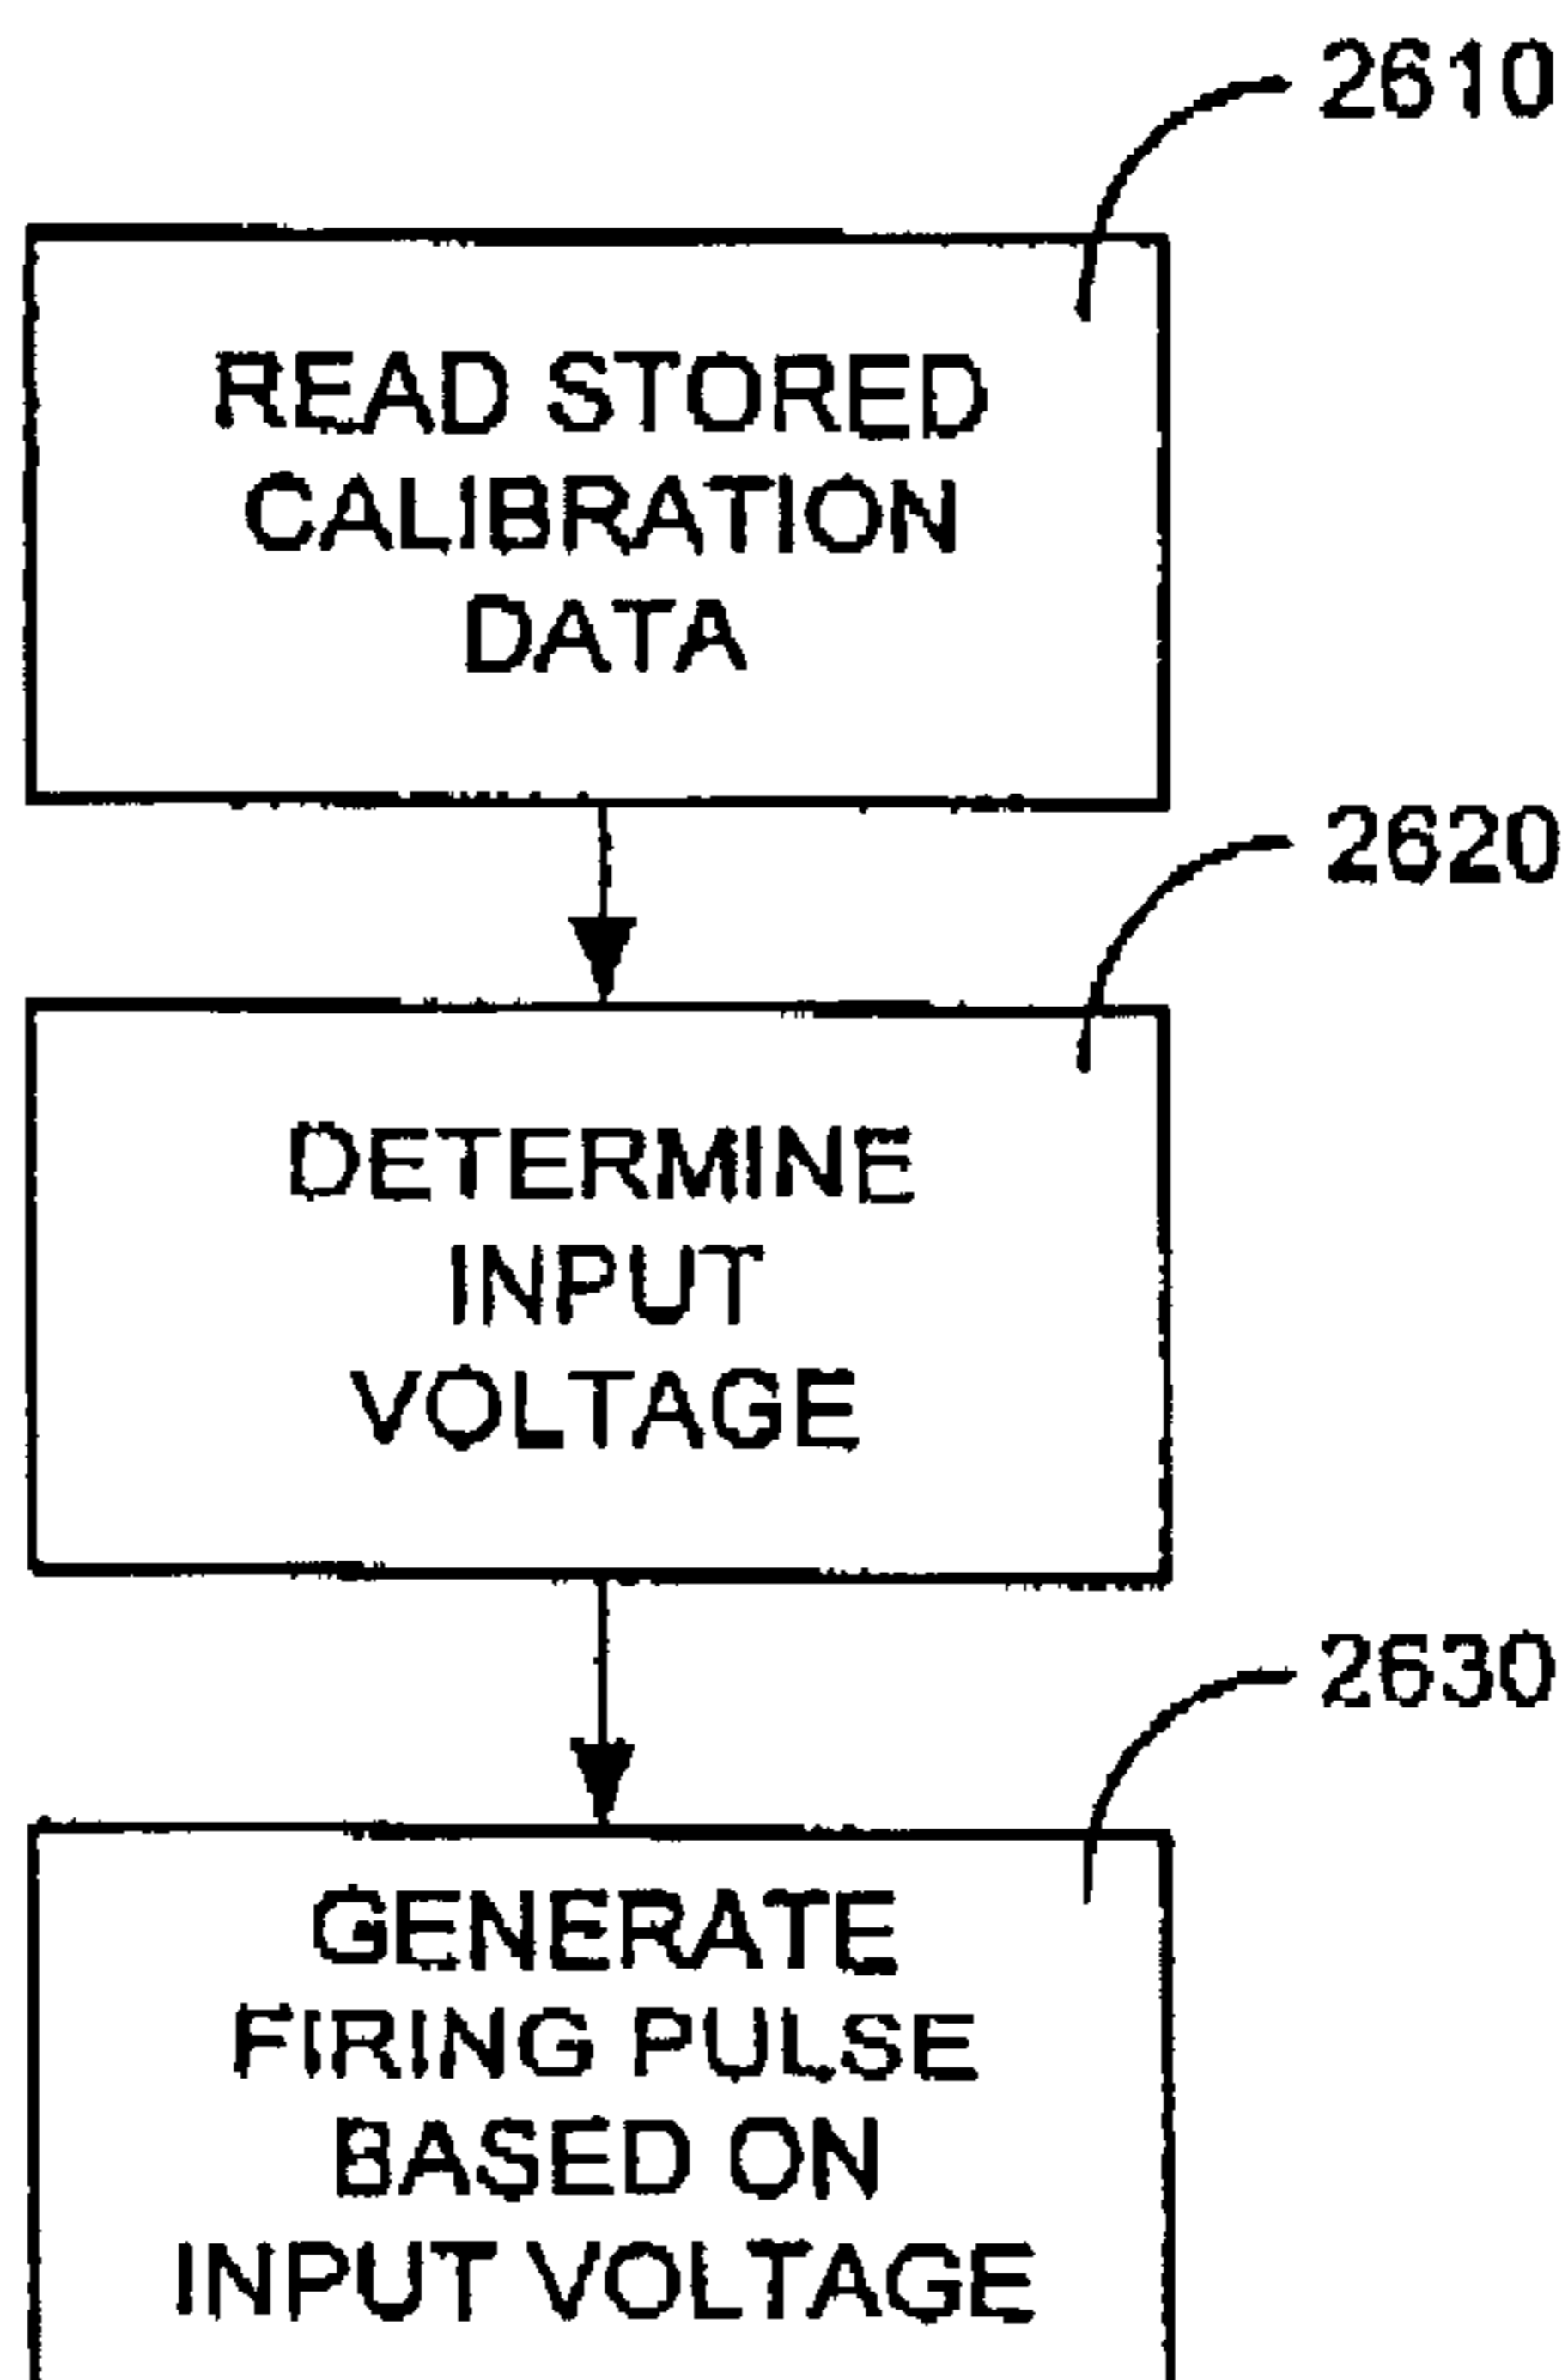 2610
READ STORED
CALIBRATION
DATA
2620
DETERMINE
INPUT
VOLTAGE
2630
GENERATE
FIRING PULSE
BASED ON
INPUT VOLTAGE